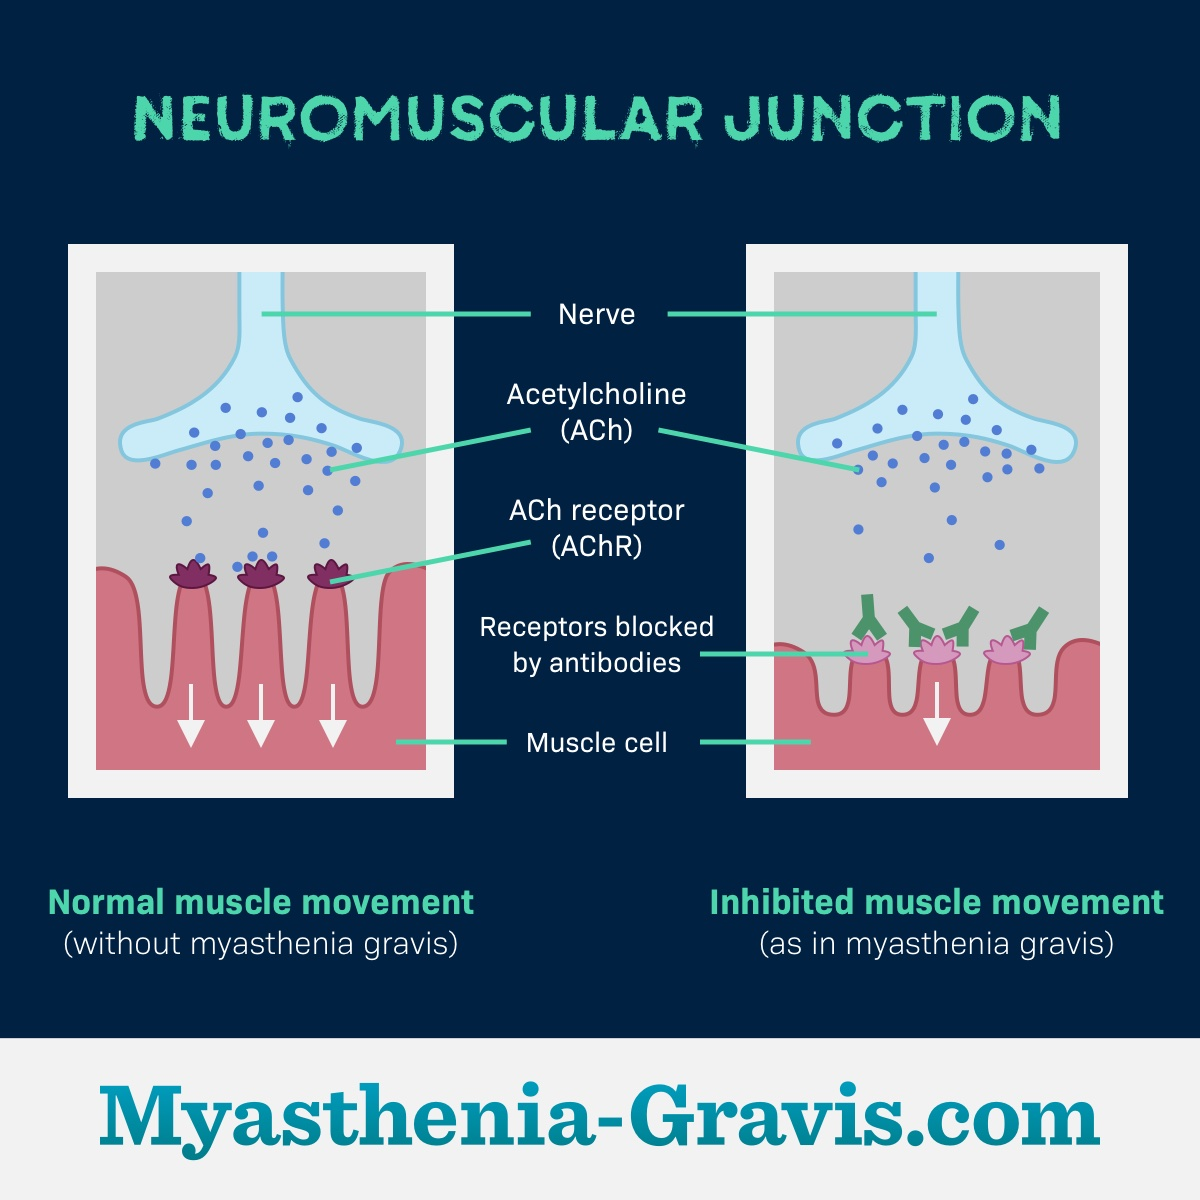 NEUROMUSCULAR JUNCTION
Nerve
Acetylcholine
(ACh)
ACh receptor
(AChR)
Receptors blocked
by antibodies
Muscle cell
Normal muscle movement
(without myasthenia gravis)
Inhibited muscle movement
(as in myasthenia gravis)
Myasthenia-Gravis.com